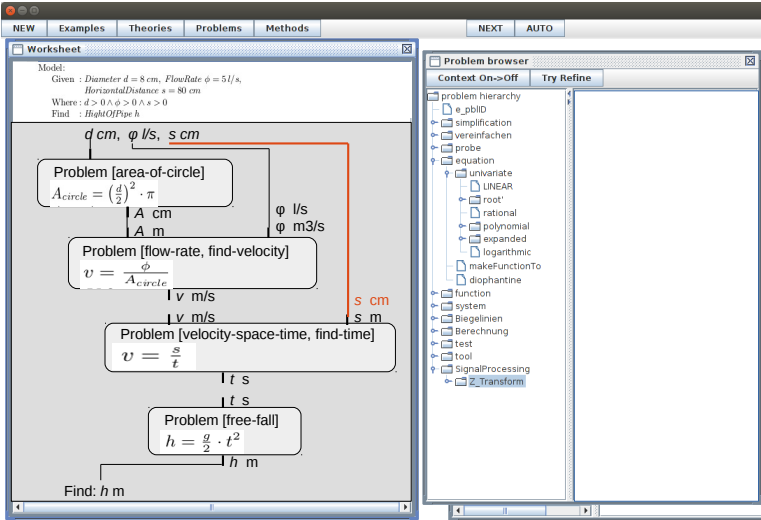 NEW Examples Theories Problems Methods NEXT AUTO
Worksheet
Model:
Given : Diameter d = 8 cm, FlowRate ϕ = 5 l/s,
HorizontalDistance s = 80 cm
Where : d > 0 ∧ ϕ > 0 ∧ s > 0
Find : HightOfPipe h
d cm, φ l/s, s cm
Problem [area-of-circle]
A_circle = (d/2)^2 · π
A cm
φ l/s
A m
φ m3/s
Problem [flow-rate, find-velocity]
v = ϕ/A_circle
v m/s
s cm
v m/s
s m
Problem [velocity-space-time, find-time]
v = s/t
t s
t s
Problem [free-fall]
h = g/2 · t^2
h m
Find: h m
Problem browser
Context On->Off Try Refine
problem hierarchy
e_pblID
simplification
vereinfachen
probe
equation
univariate
LINEAR
root'
rational
polynomial
expanded
logarithmic
makeFunctionTo
diophantine
function
system
Biegelinien
Berechnung
test
tool
SignalProcessing
Z_Transform